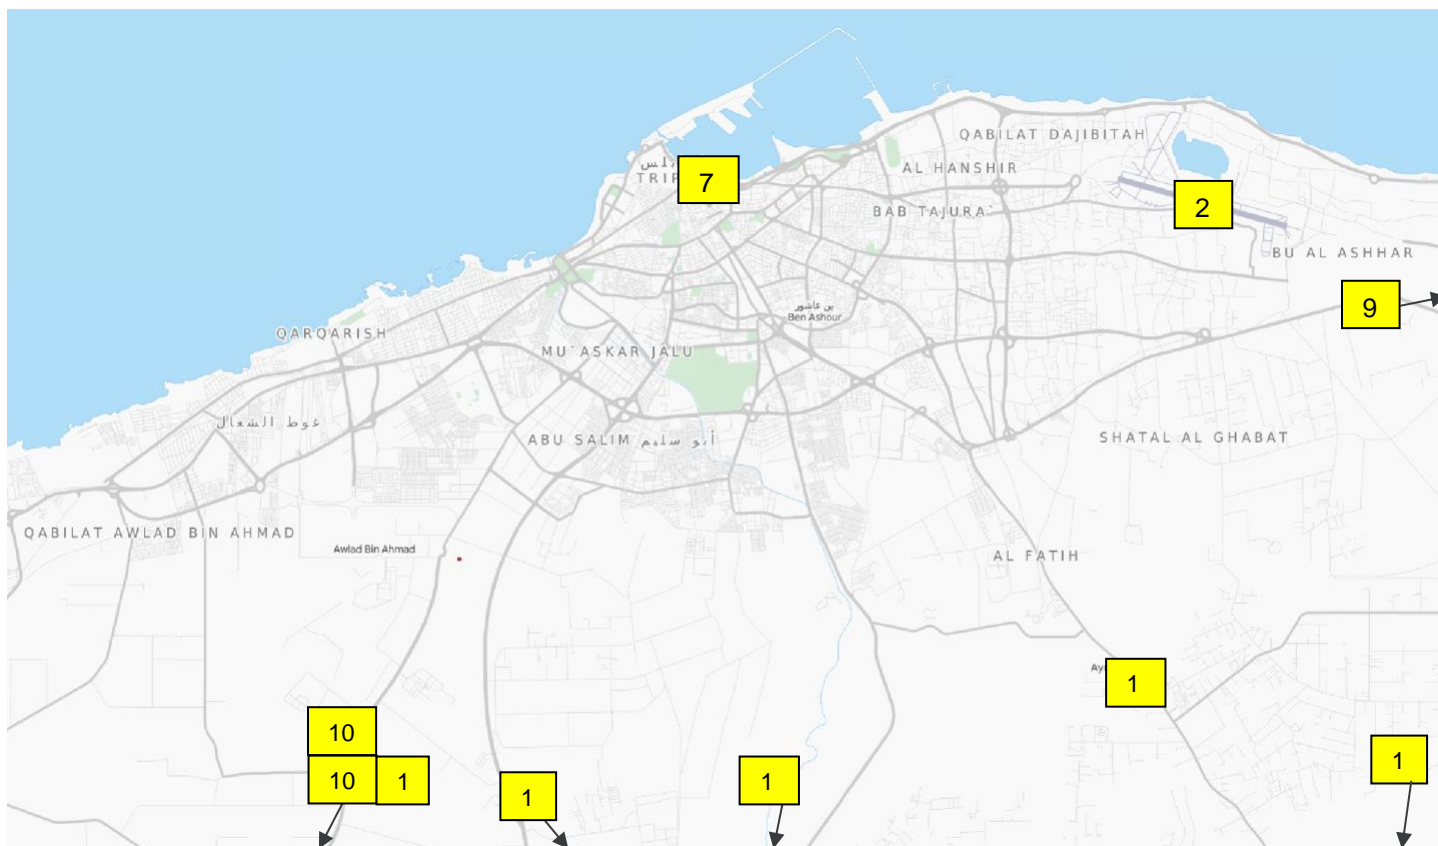 QABILAT DAJIBITAH
AL HANSHIR
TRIP
7
2
BAB TAJURA`
BU AL ASHHAR
9
بن عاشور
Ben Ashour
QARQARISH
MU`ASKAR JALU
غوط الشعال
ABU SALIM أبو سليم
SHATAL AL GHABAT
QABILAT AWLAD BIN AHMAD
Awlad Bin Ahmad
AL FATIH
Ay
1
10
10
1
1
1
1